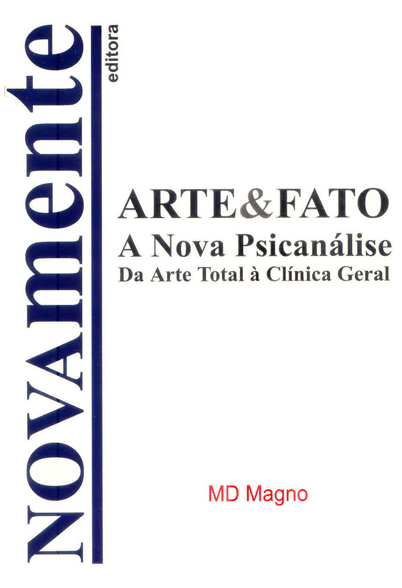 NOVAmente
editora
ARTE&FATO
A Nova Psicanálise
Da Arte Total à Clínica Geral
MD Magno